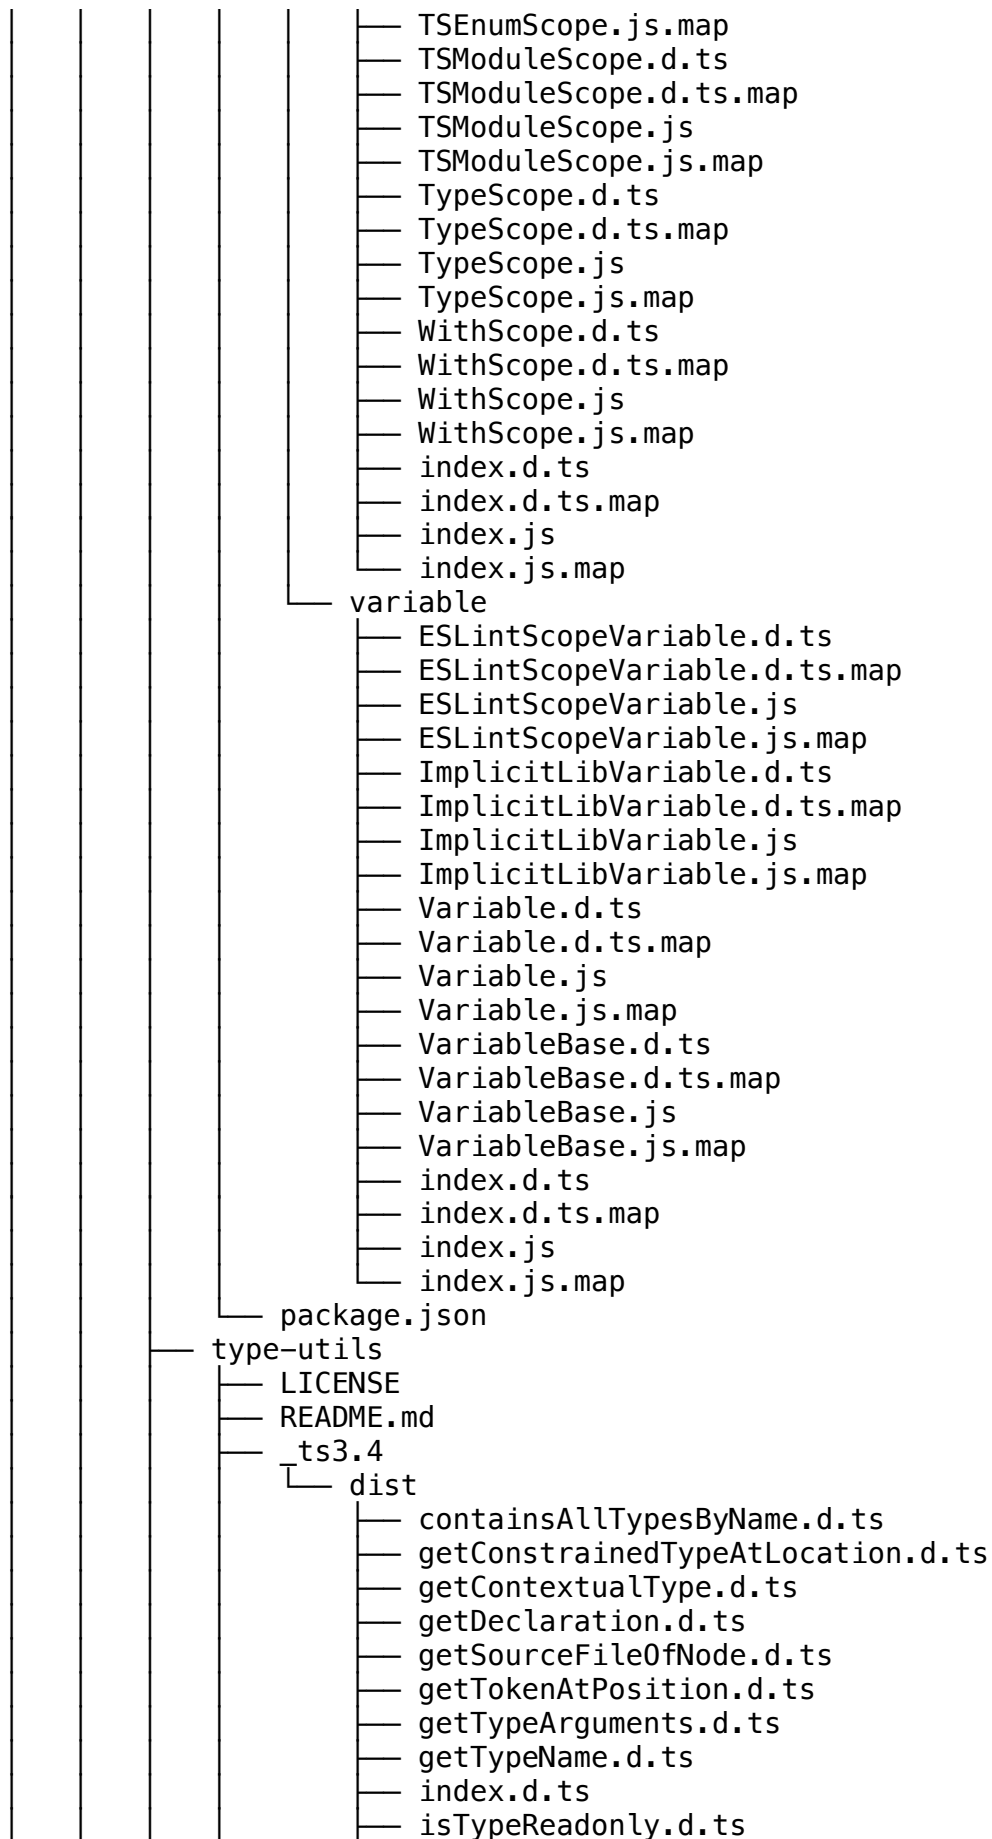 │   │   │   │   │   ├── TSEnumScope.js.map
│   │   │   │   │   ├── TSModuleScope.d.ts
│   │   │   │   │   ├── TSModuleScope.d.ts.map
│   │   │   │   │   ├── TSModuleScope.js
│   │   │   │   │   ├── TSModuleScope.js.map
│   │   │   │   │   ├── TypeScope.d.ts
│   │   │   │   │   ├── TypeScope.d.ts.map
│   │   │   │   │   ├── TypeScope.js
│   │   │   │   │   ├── TypeScope.js.map
│   │   │   │   │   ├── WithScope.d.ts
│   │   │   │   │   ├── WithScope.d.ts.map
│   │   │   │   │   ├── WithScope.js
│   │   │   │   │   ├── WithScope.js.map
│   │   │   │   │   ├── index.d.ts
│   │   │   │   │   ├── index.d.ts.map
│   │   │   │   │   ├── index.js
│   │   │   │   │   └── index.js.map
│   │   │   │   └── variable
│   │   │   │       ├── ESLintScopeVariable.d.ts
│   │   │   │       ├── ESLintScopeVariable.d.ts.map
│   │   │   │       ├── ESLintScopeVariable.js
│   │   │   │       ├── ESLintScopeVariable.js.map
│   │   │   │       ├── ImplicitLibVariable.d.ts
│   │   │   │       ├── ImplicitLibVariable.d.ts.map
│   │   │   │       ├── ImplicitLibVariable.js
│   │   │   │       ├── ImplicitLibVariable.js.map
│   │   │   │       ├── Variable.d.ts
│   │   │   │       ├── Variable.d.ts.map
│   │   │   │       ├── Variable.js
│   │   │   │       ├── Variable.js.map
│   │   │   │       ├── VariableBase.d.ts
│   │   │   │       ├── VariableBase.d.ts.map
│   │   │   │       ├── VariableBase.js
│   │   │   │       ├── VariableBase.js.map
│   │   │   │       ├── index.d.ts
│   │   │   │       ├── index.d.ts.map
│   │   │   │       ├── index.js
│   │   │   │       └── index.js.map
│   │   │   └── package.json
│   │   ├── type-utils
│   │   │   ├── LICENSE
│   │   │   ├── README.md
│   │   │   ├── _ts3.4
│   │   │   │   └── dist
│   │   │   │       ├── containsAllTypesByName.d.ts
│   │   │   │       ├── getConstrainedTypeAtLocation.d.ts
│   │   │   │       ├── getContextualType.d.ts
│   │   │   │       ├── getDeclaration.d.ts
│   │   │   │       ├── getSourceFileOfNode.d.ts
│   │   │   │       ├── getTokenAtPosition.d.ts
│   │   │   │       ├── getTypeArguments.d.ts
│   │   │   │       ├── getTypeName.d.ts
│   │   │   │       ├── index.d.ts
│   │   │   │       ├── isTypeReadonly.d.ts